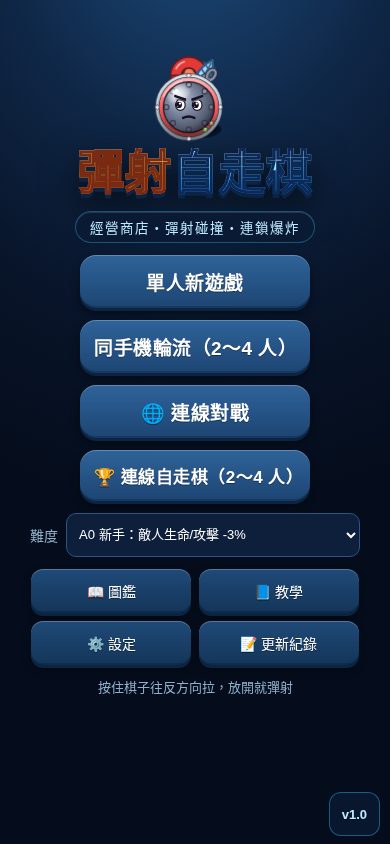 彈射自走棋
經營商店・彈射碰撞・連鎖爆炸
單人新遊戲
同手機輪流（2～4 人）
🌐 連線對戰
🏆 連線自走棋（2～4 人）
難度 A0 新手：敵人生命/攻擊 -3%
📖 圖鑑 📘 教學
⚙️ 設定 📝 更新紀錄
按住棋子往反方向拉，放開就彈射
v1.0